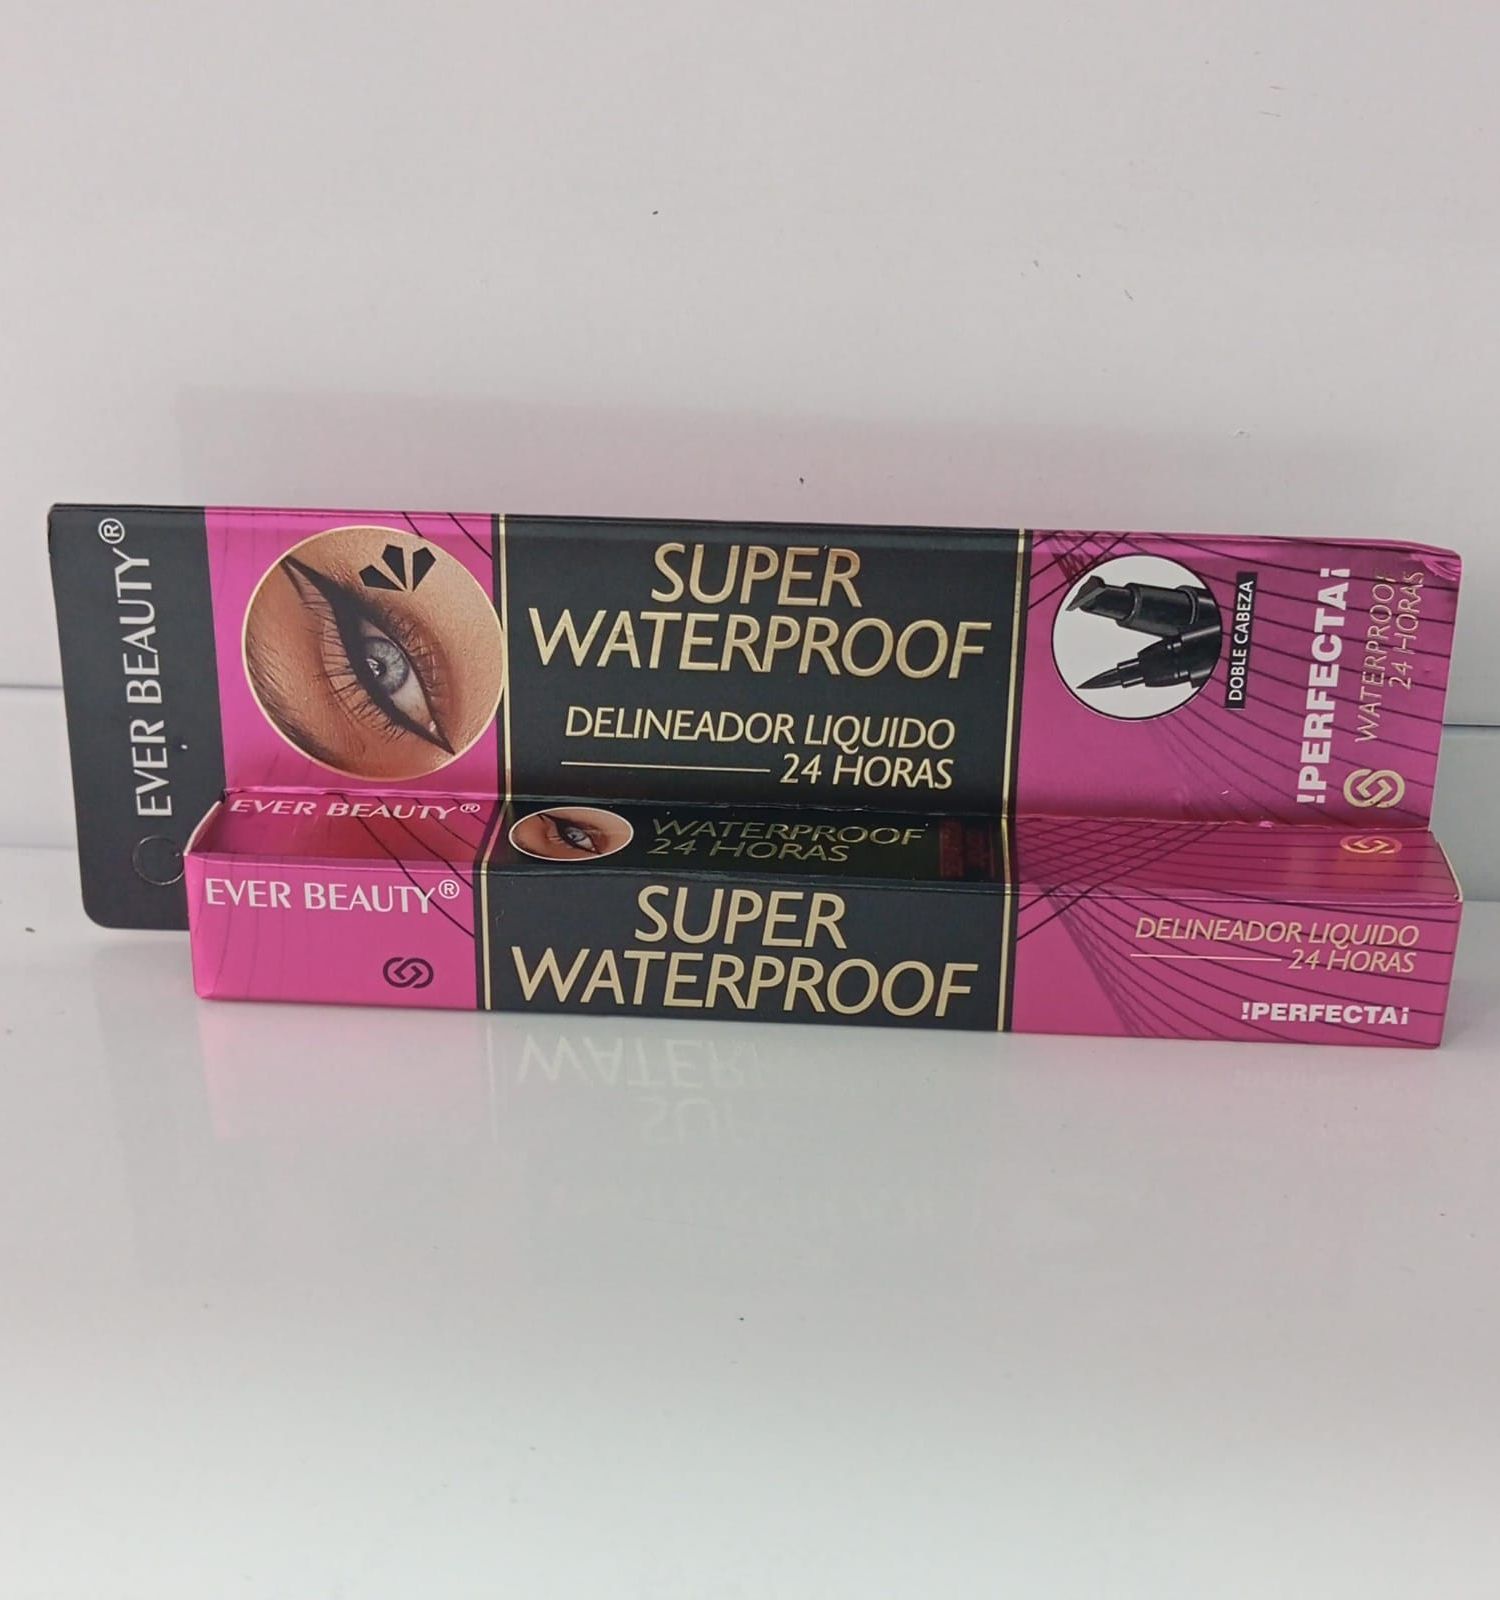 EVER BEAUTY®
SUPER
WATERPROOF
DELINEADOR LIQUIDO
24 HORAS
DOBLE CABEZA
!PERFECTA¡
WATERPROOF
24 HORAS
EVER BEAUTY®
WATERPROOF
24 HORAS
EVER BEAUTY®
SUPER
WATERPROOF
DELINEADOR LIQUIDO
24 HORAS
!PERFECTA¡